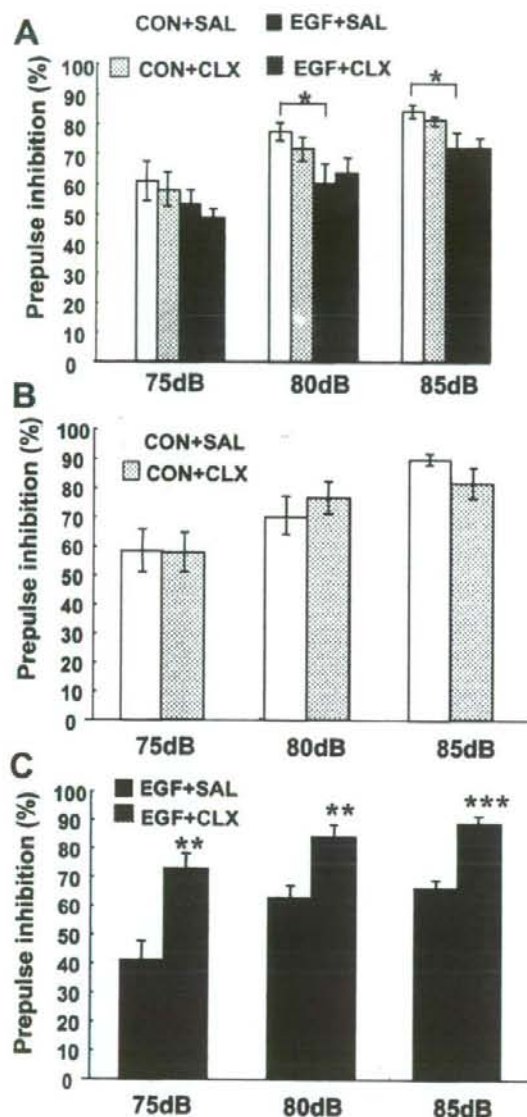 A
CON+SAL EGF+SAL
CON+CLX EGF+CLX
Prepulse inhibition (%)
100
90
80
70
60
50
40
30
20
10
0
* *
75dB 80dB 85dB
B
CON+SAL
CON+CLX
Prepulse inhibition (%)
100
90
80
70
60
50
40
30
20
10
0
75dB 80dB 85dB
C
EGF+SAL
EGF+CLX
Prepulse inhibition (%)
100
90
80
70
60
50
40
30
20
10
0
** ** ***
75dB 80dB 85dB